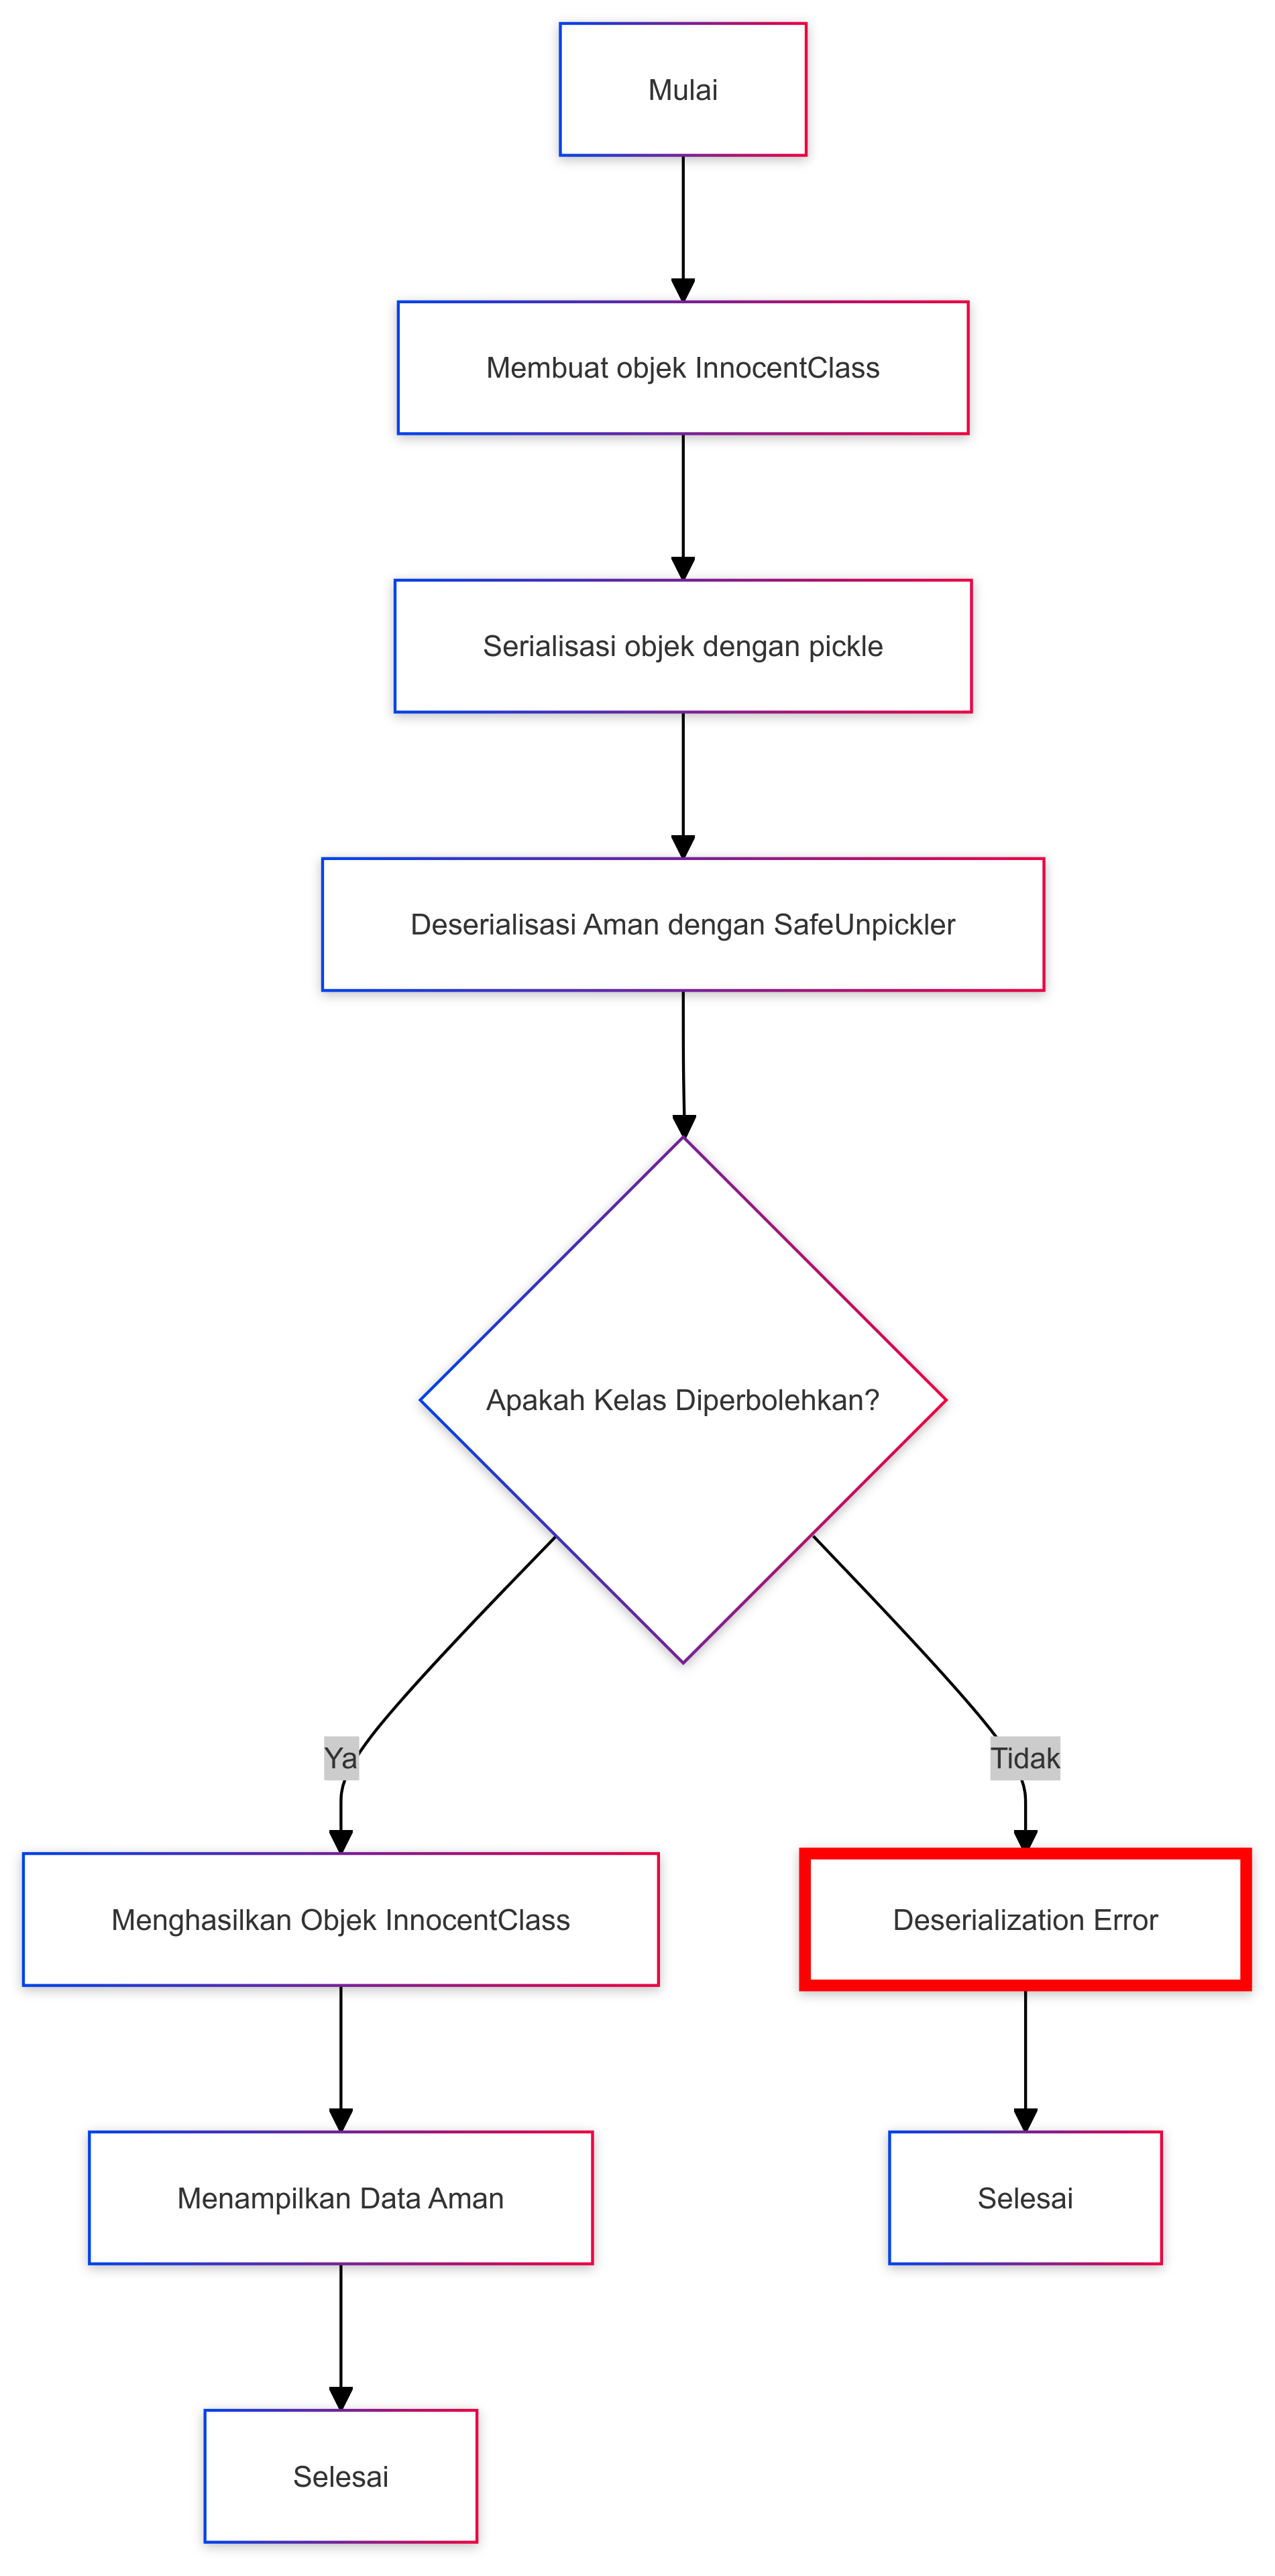 Mulai
Membuat objek InnocentClass
Serialisasi objek dengan pickle
Deserialisasi Aman dengan SafeUnpickler
Apakah Kelas Diperbolehkan?
Ya
Tidak
Menghasilkan Objek InnocentClass
Deserialization Error
Menampilkan Data Aman
Selesai
Selesai